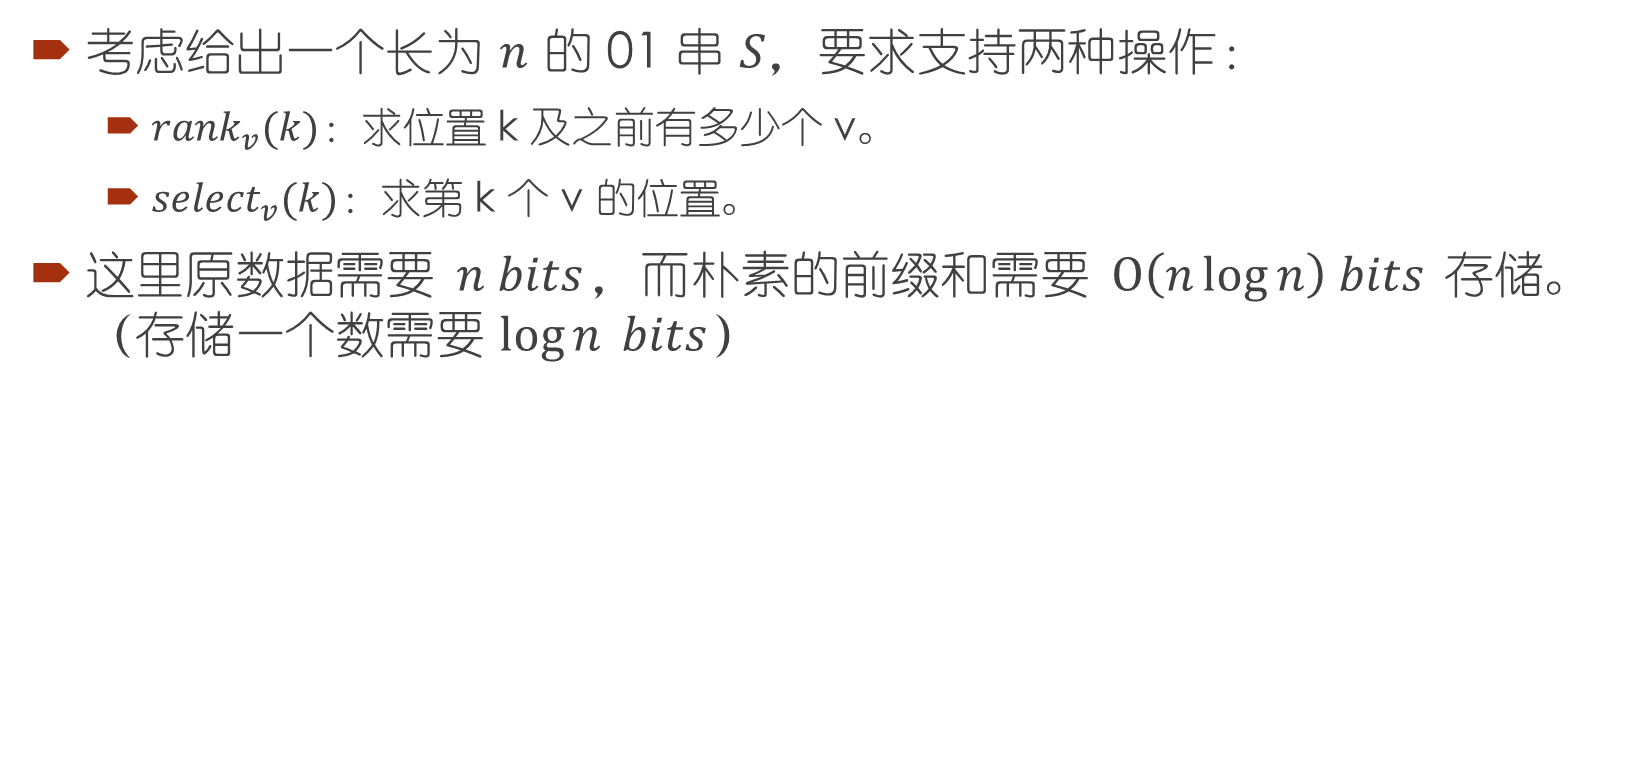 考虑给出一个长为 n 的 01 串 S，要求支持两种操作：
rank_v(k)：求位置 k 及之前有多少个 v。
select_v(k)：求第 k 个 v 的位置。
这里原数据需要 n bits，而朴素的前缀和需要 O(n log n) bits 存储。
（存储一个数需要 log n bits）